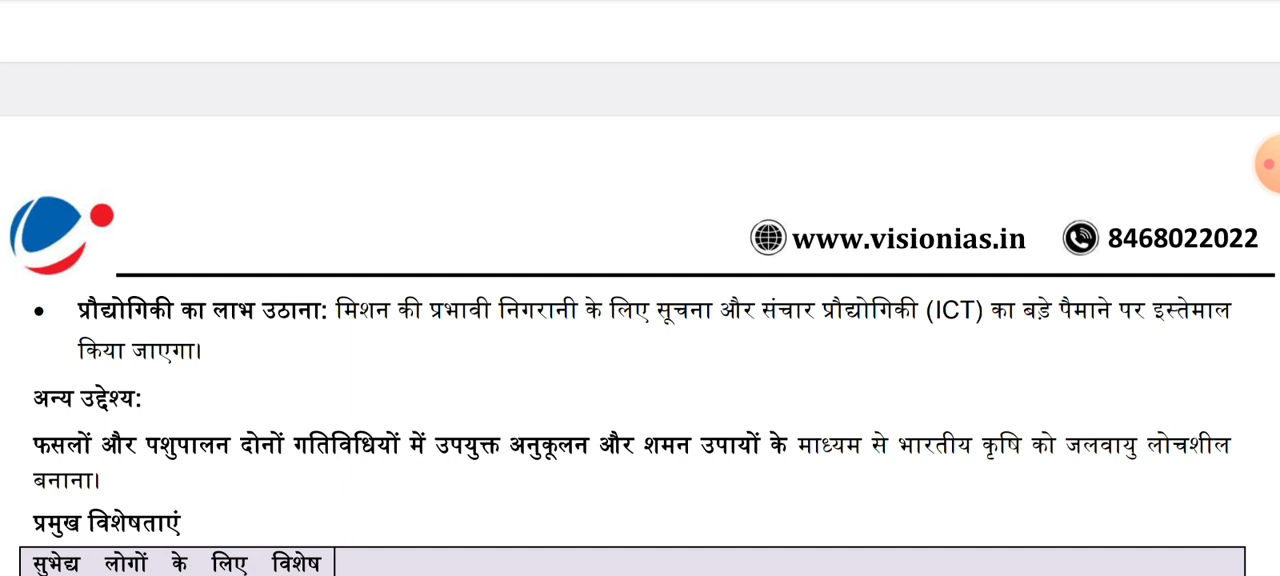 www.visionias.in 8468022022
• प्रौद्योगिकी का लाभ उठाना: मिशन की प्रभावी निगरानी के लिए सूचना और संचार प्रौद्योगिकी (ICT) का बड़े पैमाने पर इस्तेमाल
किया जाएगा।
अन्य उद्देश्य:
फसलों और पशुपालन दोनों गतिविधियों में उपयुक्त अनुकूलन और शमन उपायों के माध्यम से भारतीय कृषि को जलवायु लोचशील
बनाना।
प्रमुख विशेषताएं
सुभेद्य लोगों के लिए विशेष